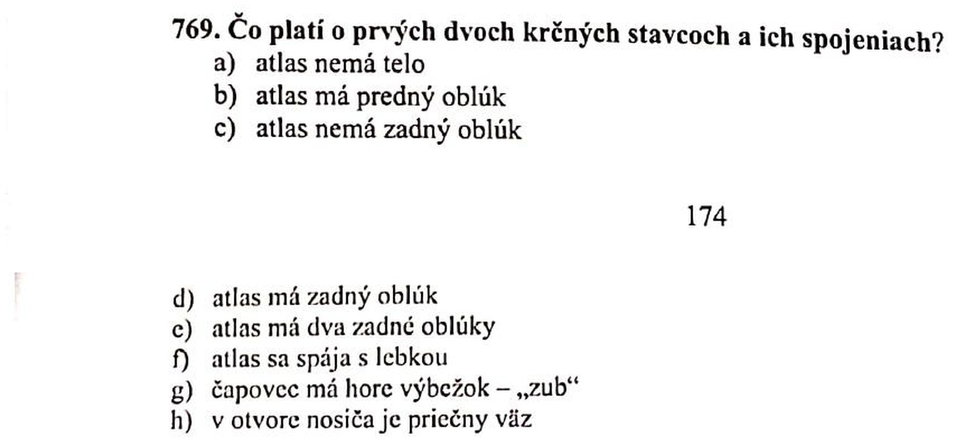 769. Čo platí o prvých dvoch krčných stavcoch a ich spojeniach?
a) atlas nemá telo
b) atlas má predný oblúk
c) atlas nemá zadný oblúk
174
d) atlas má zadný oblúk
e) atlas má dva zadné oblúky
f) atlas sa spája s lebkou
g) čapovec má hore výbežok – „zub“
h) v otvore nosiča je priečny väz